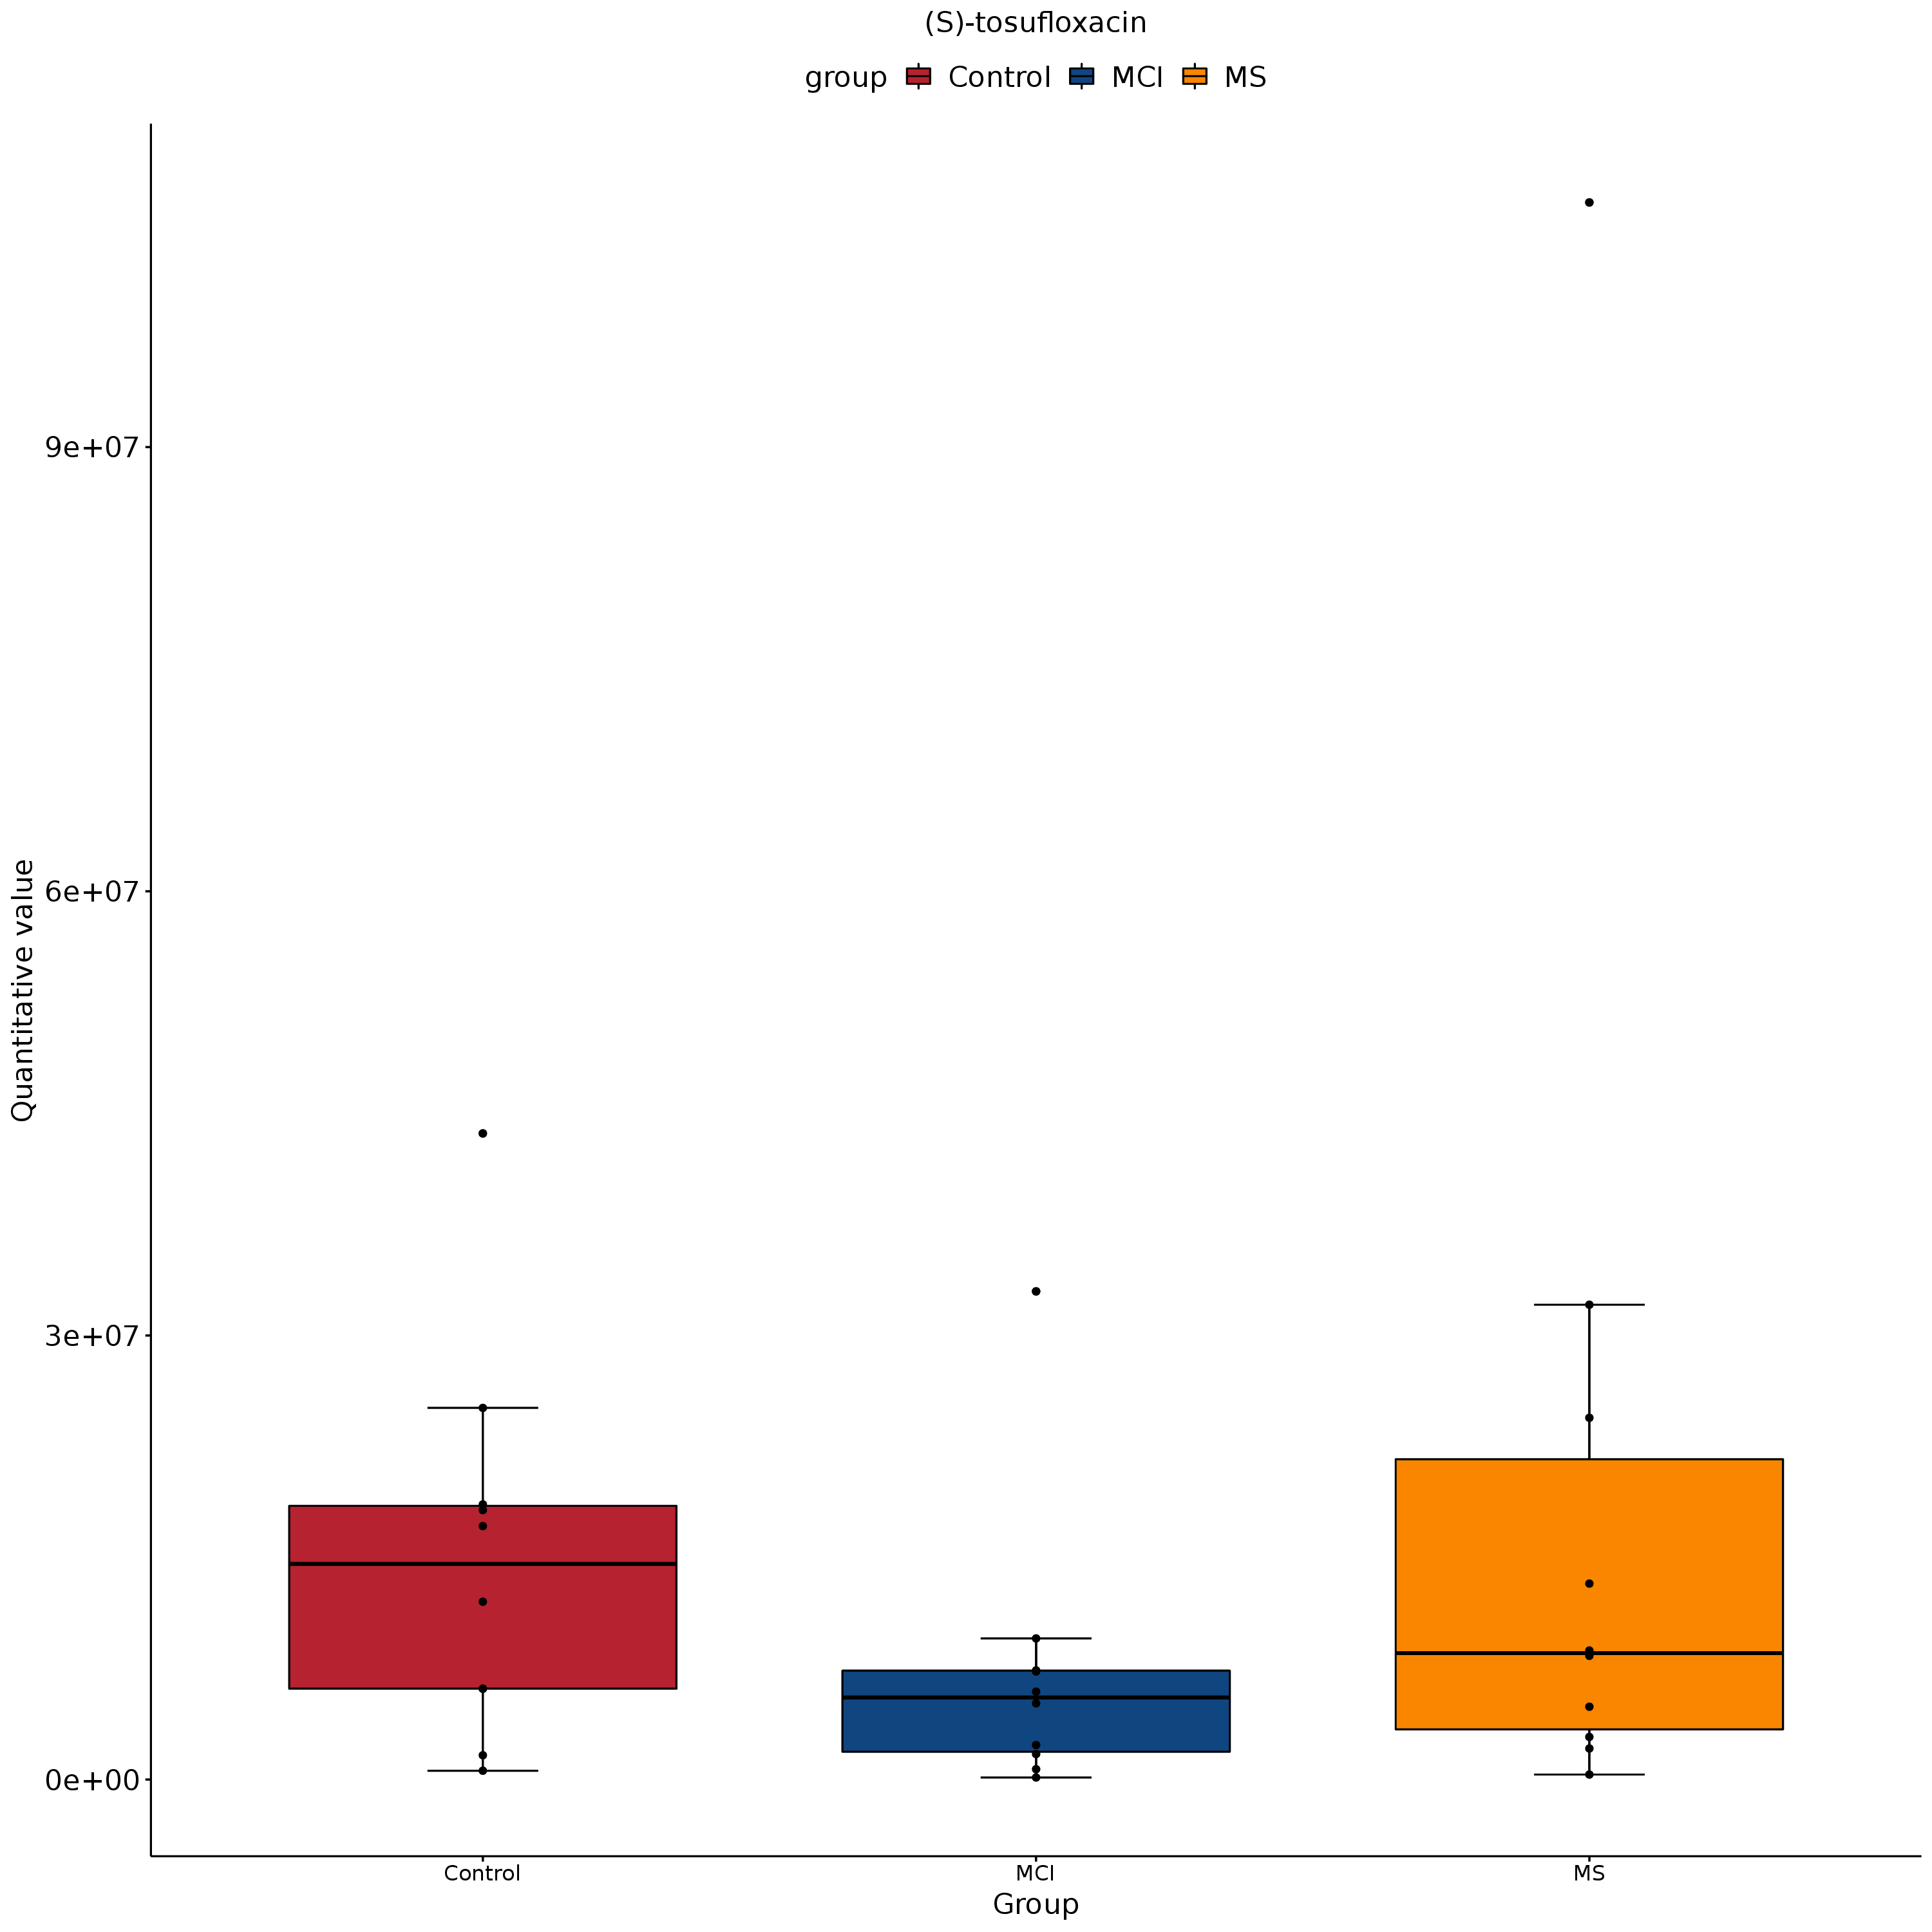 (S)-tosufloxacin
group Control MCI MS
Quantitative value
9e+07
6e+07
3e+07
0e+00
Control MCI MS
Group